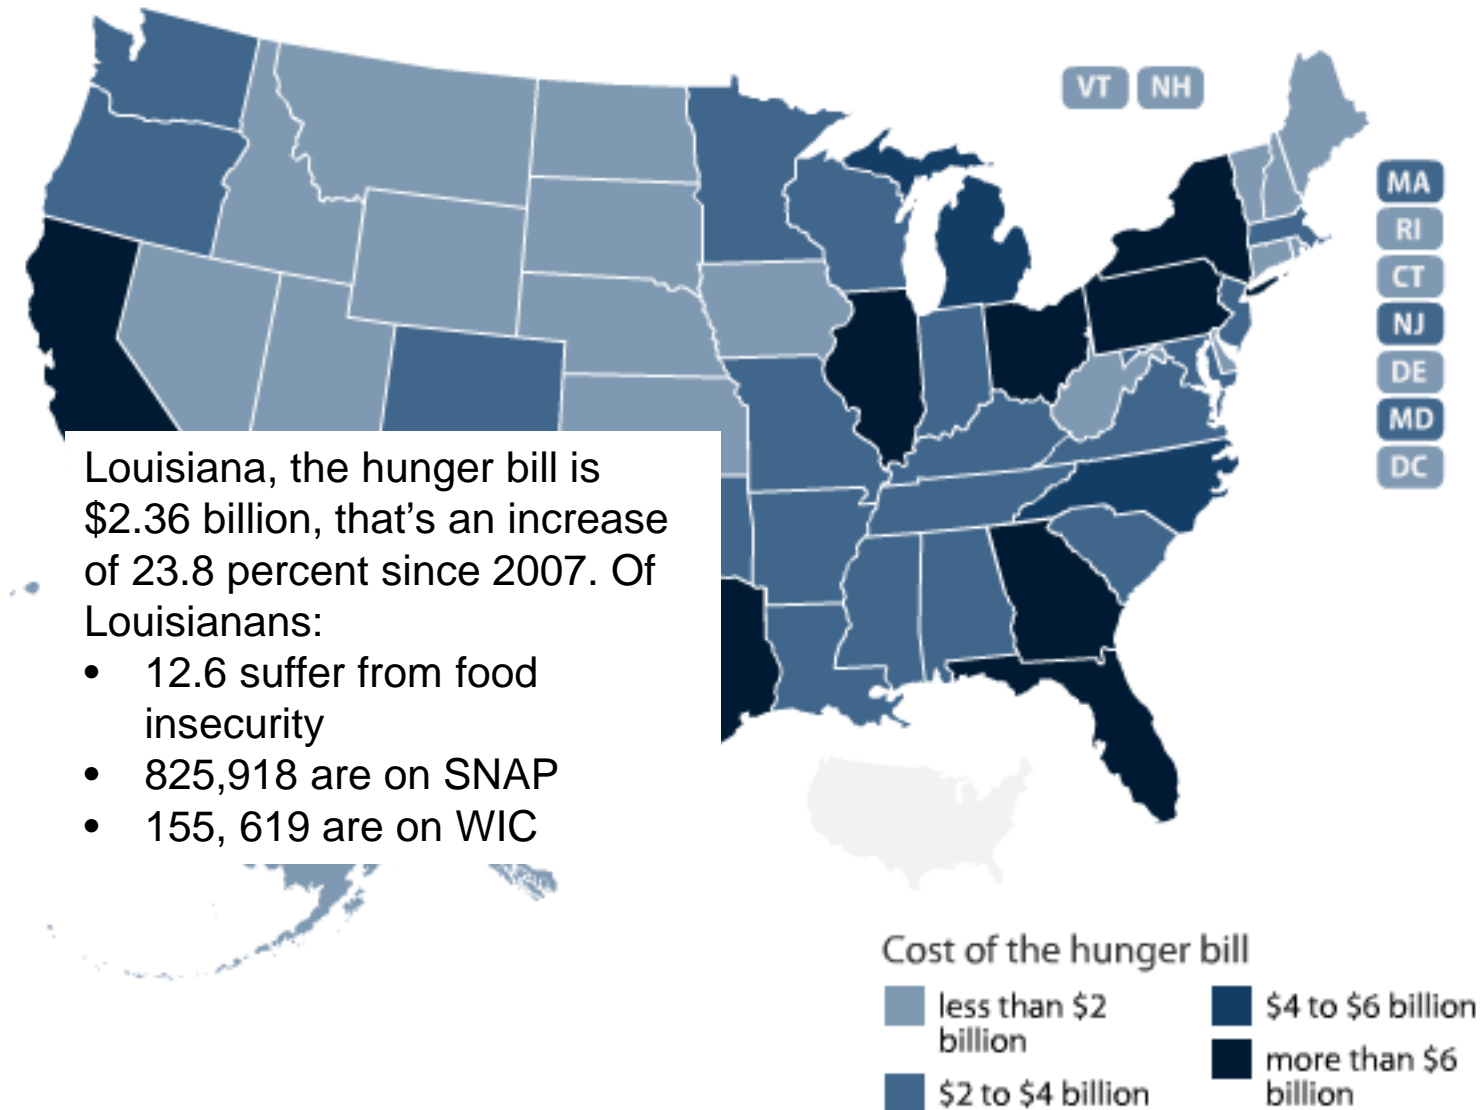 VT NH
MA
RI
CT
NJ
DE
MD
DC
Louisiana, the hunger bill is
$2.36 billion, that’s an increase
of 23.8 percent since 2007. Of
Louisianans:
• 12.6 suffer from food
insecurity
• 825,918 are on SNAP
• 155, 619 are on WIC
Cost of the hunger bill
less than $2
billion
$2 to $4 billion
$4 to $6 billion
more than $6
billion